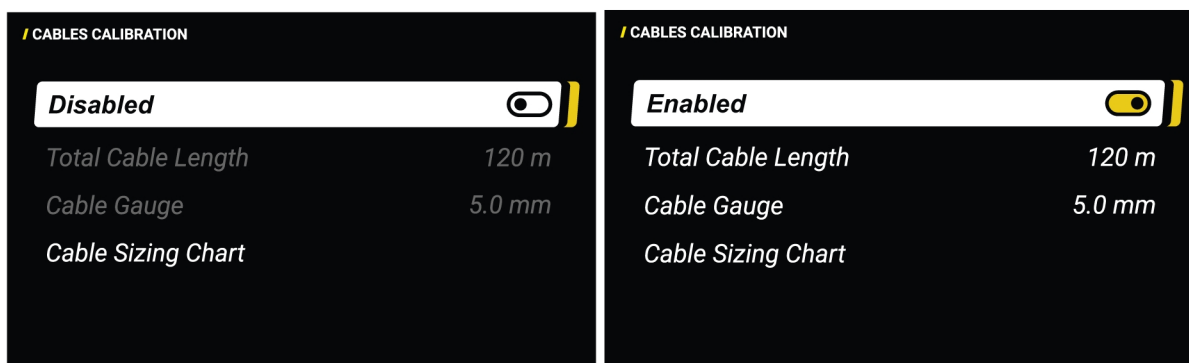 CABLES CALIBRATION
Disabled
Total Cable Length 120 m
Cable Gauge 5.0 mm
Cable Sizing Chart
CABLES CALIBRATION
Enabled
Total Cable Length 120 m
Cable Gauge 5.0 mm
Cable Sizing Chart